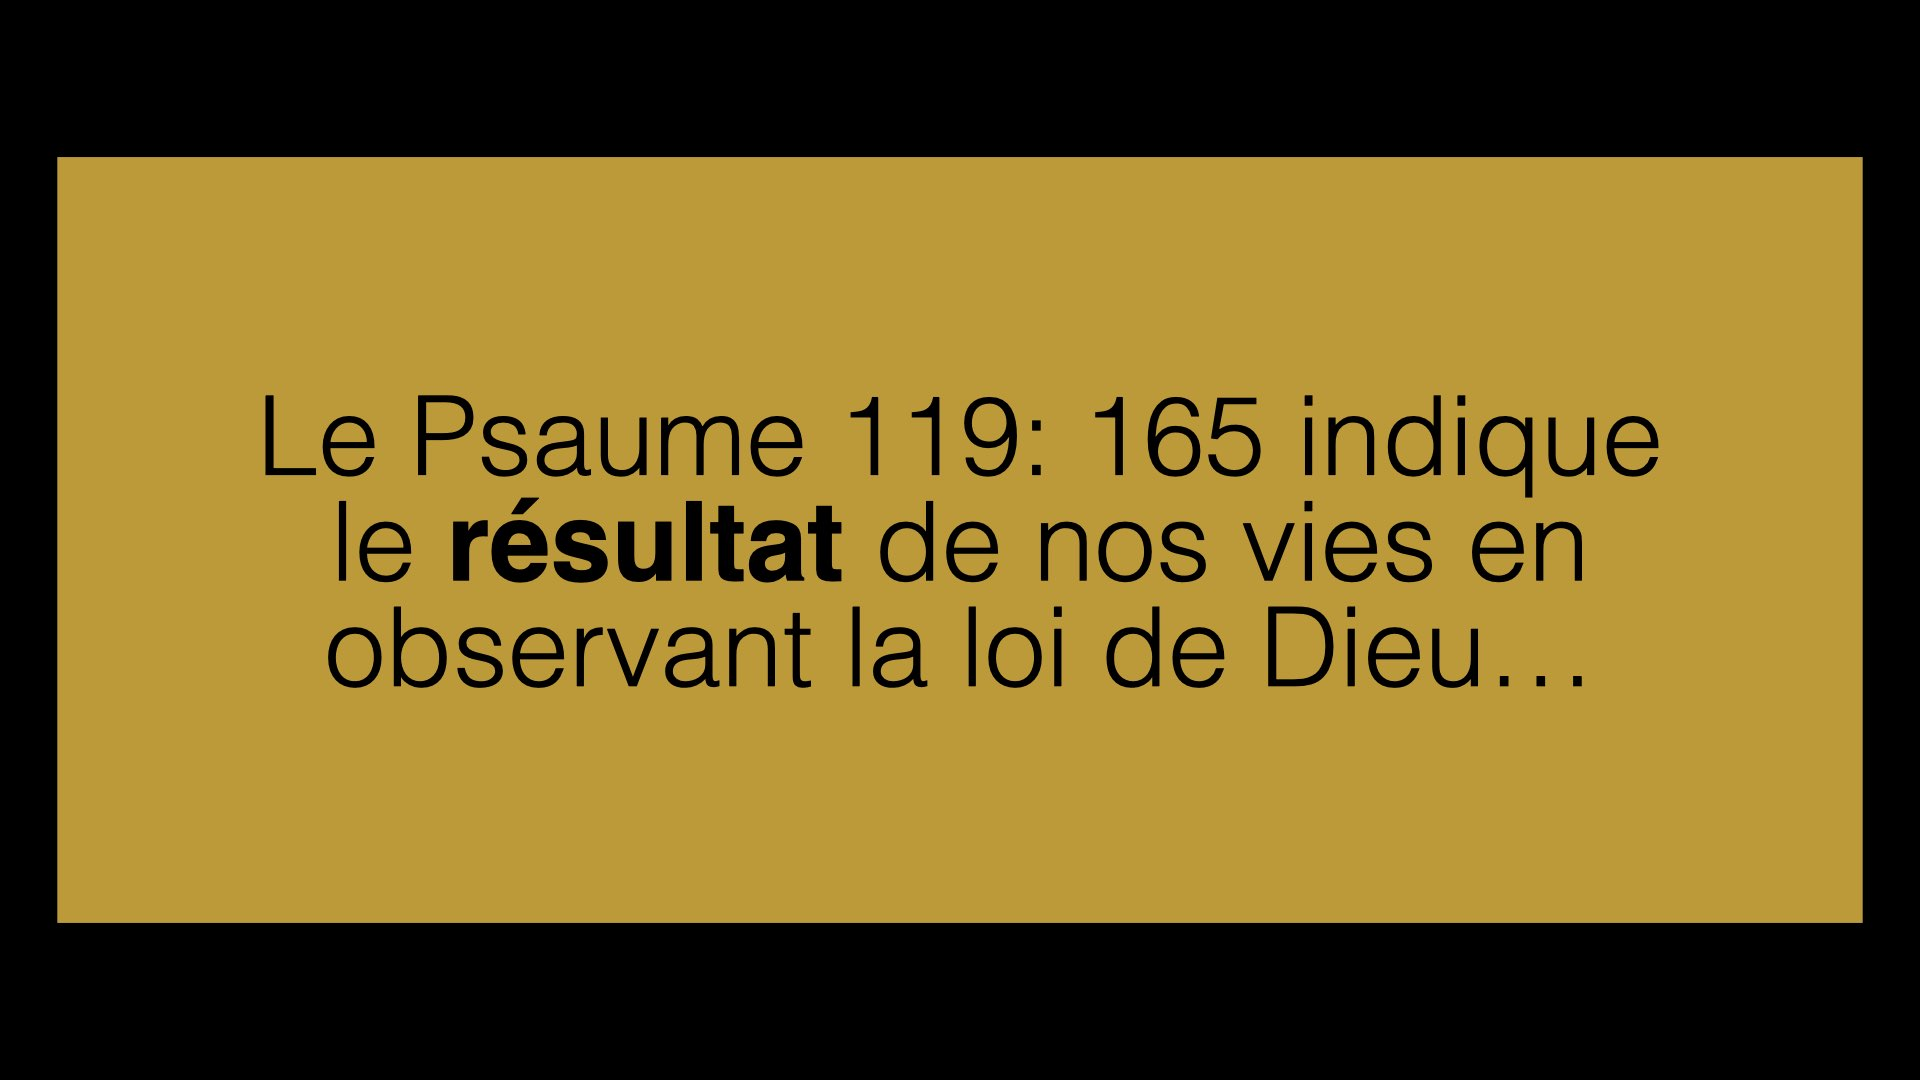 Le Psaume 119: 165 indique
le résultat de nos vies en
observant la loi de Dieu…